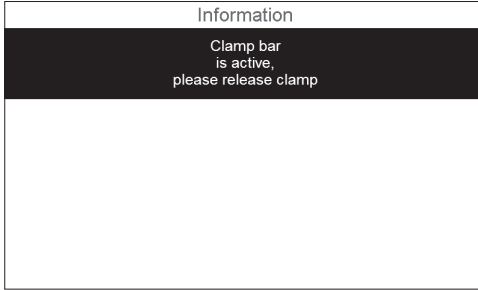 Information
Clamp bar
is active,
please release clamp